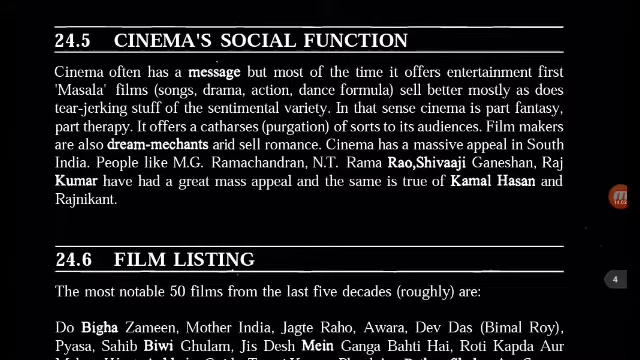 24.5 CINEMA'S SOCIAL FUNCTION
Cinema often has a message but most of the time it offers entertainment first
'Masala' films (songs, drama, action, dance formula) sell better mostly as does
tear-jerking stuff of the sentimental variety. In that sense cinema is part fantasy,
part therapy. It offers a catharses (purgation) of sorts to its audiences. Film makers
are also dream-mechants arid sell romance. Cinema has a massive appeal in South
India. People like M.G. Ramachandran, N.T. Rama Rao,Shivaaji Ganeshan, Raj
Kumar have had a great mass appeal and the same is true of Kamal Hasan and
Rajnikant.
14:02
4
24.6 FILM LISTING
The most notable 50 films from the last five decades (roughly) are:
Do Bigha Zameen, Mother India, Jagte Raho, Awara, Dev Das (Bimal Roy),
Pyasa, Sahib Biwi Ghulam, Jis Desh Mein Ganga Bahti Hai, Roti Kapda Aur